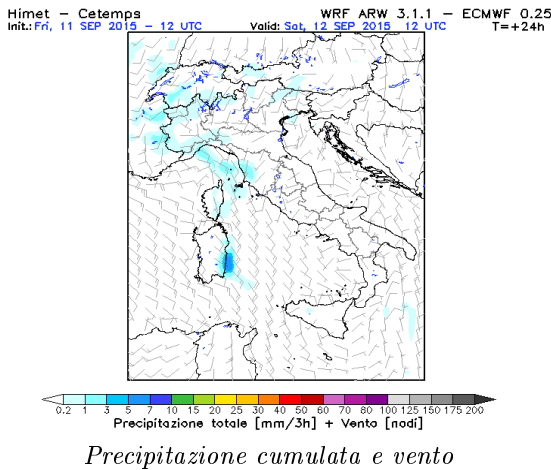 Himet – Cetemps WRF ARW 3.1.1 – ECMWF 0.25
Init.: Fri, 11 SEP 2015 – 12 UTC Valid: Sat, 12 SEP 2015 12 UTC T=+24h
0.2 1 3 5 7 10 15 20 25 30 40 50 60 70 80 100 125 150 175 200
Precipitazione totale [mm/3h] + Vento [nodi]
Precipitazione cumulata e vento